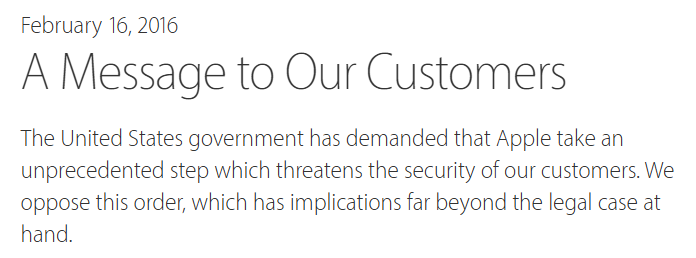 February 16, 2016
A Message to Our Customers
The United States government has demanded that Apple take an
unprecedented step which threatens the security of our customers. We
oppose this order, which has implications far beyond the legal case at
hand.